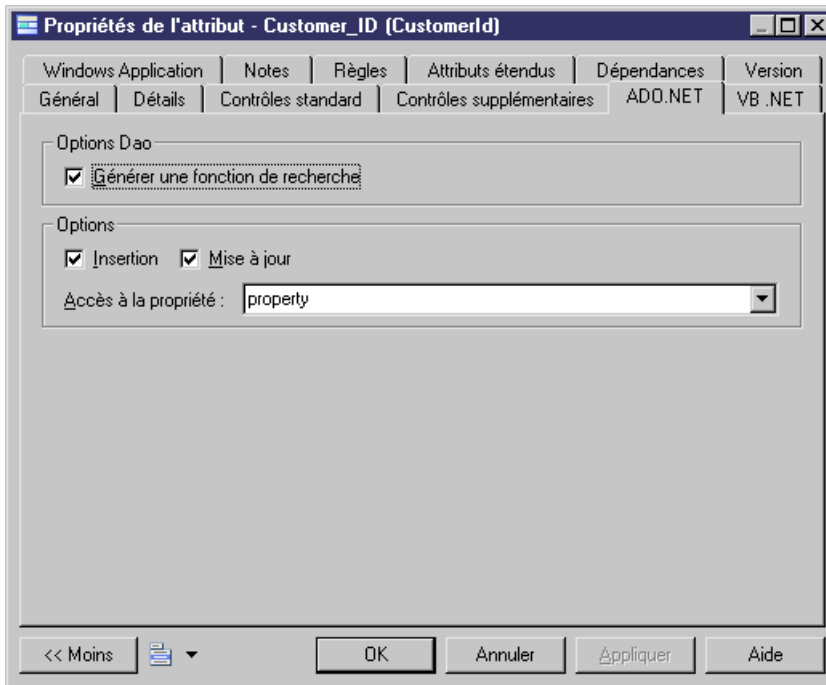 Propriétés de l'attribut - Customer_ID (CustomerId)
Windows Application Notes Règles Attributs étendus Dépendances Version
Général Détails Contrôles standard Contrôles supplémentaires ADO.NET VB .NET
Options Dao
Générer une fonction de recherche
Options
Insertion Mise à jour
Accès à la propriété : property
<< Moins OK Annuler Appliquer Aide